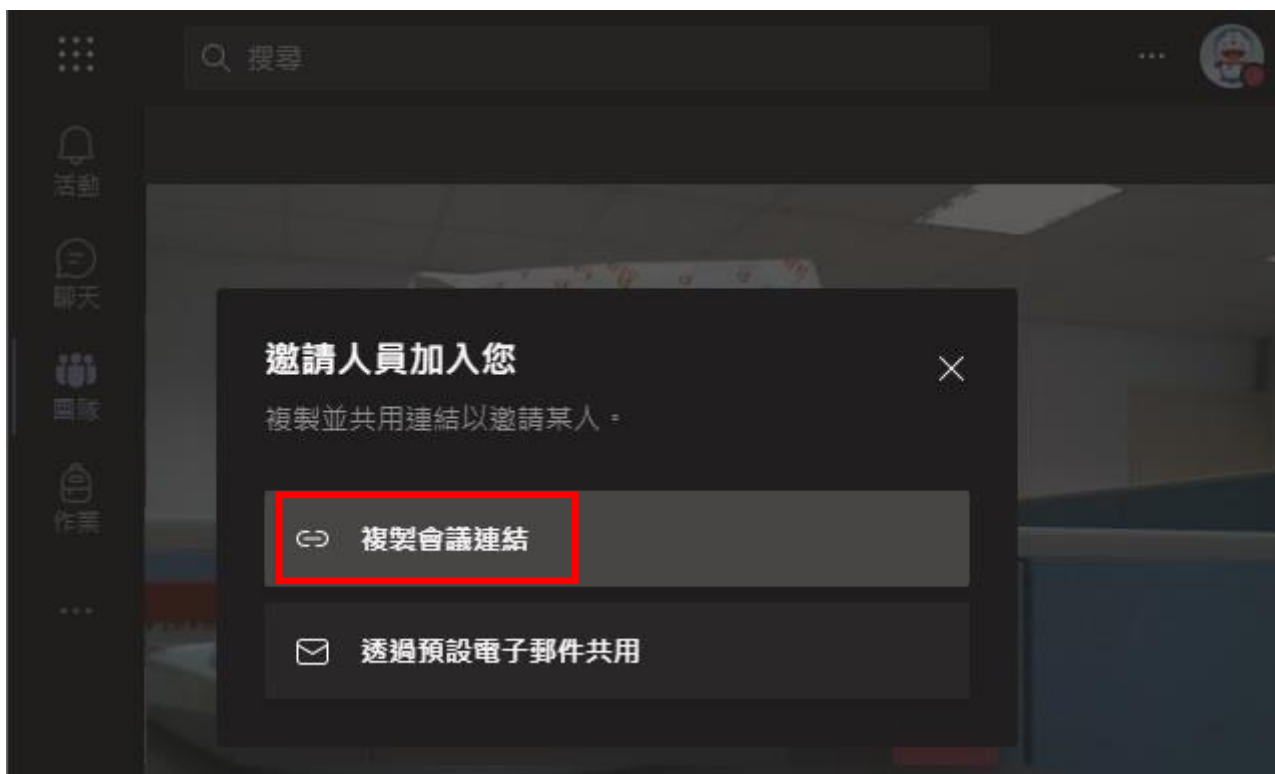 搜尋
活動
聊天
團隊
作業
邀請人員加入您
複製並共用連結以邀請某人。
複製會議連結
透過預設電子郵件共用